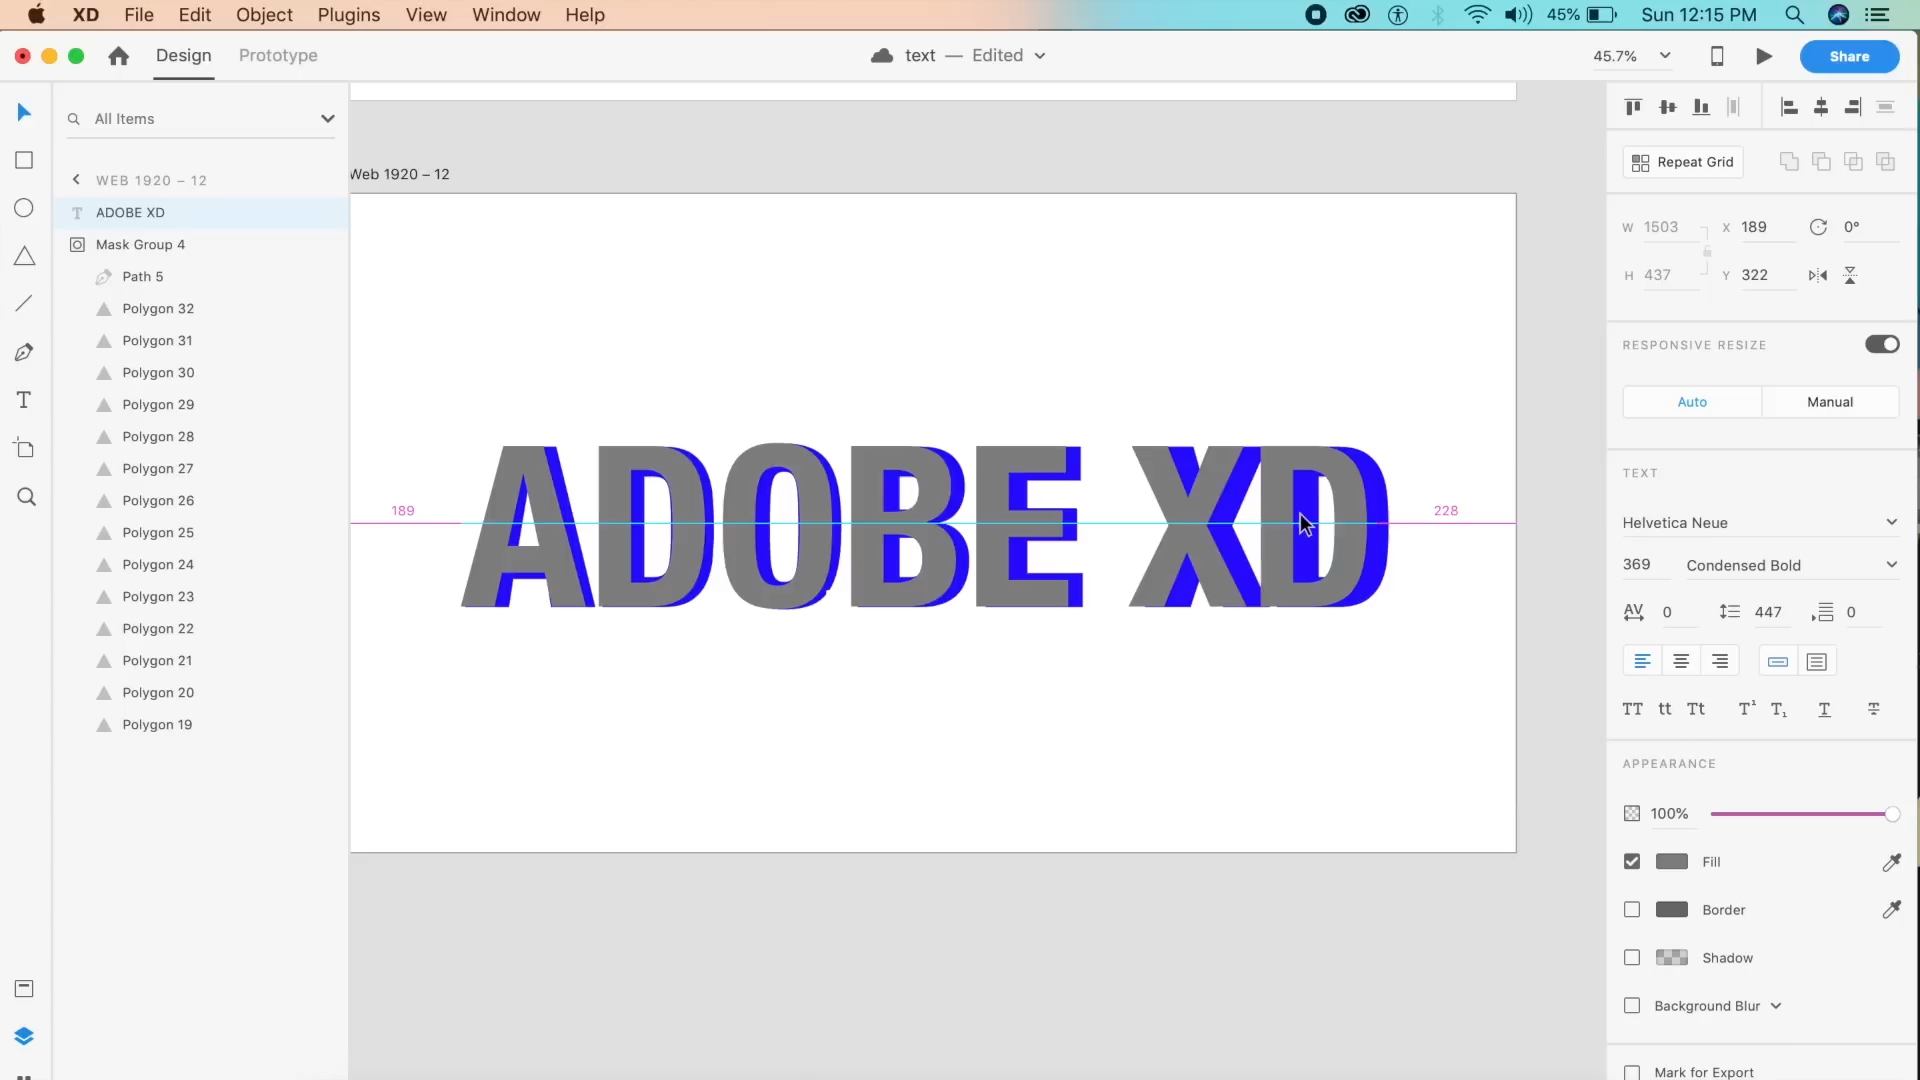 XD File Edit Object Plugins View Window Help
45% Sun 12:15 PM
Design Prototype
text — Edited
45.7%
Share
All Items
WEB 1920 – 12
T ADOBE XD
Mask Group 4
Path 5
Polygon 32
Polygon 31
Polygon 30
Polygon 29
Polygon 28
Polygon 27
Polygon 26
Polygon 25
Polygon 24
Polygon 23
Polygon 22
Polygon 21
Polygon 20
Polygon 19
Web 1920 – 12
ADOBE XD
189
228
Repeat Grid
W 1503 X 189 0°
H 437 Y 322
RESPONSIVE RESIZE
Auto Manual
TEXT
Helvetica Neue
369 Condensed Bold
AV 0 447 0
TT tt Tt T1 T1 T T
APPEARANCE
100%
Fill
Border
Shadow
Background Blur
Mark for Export